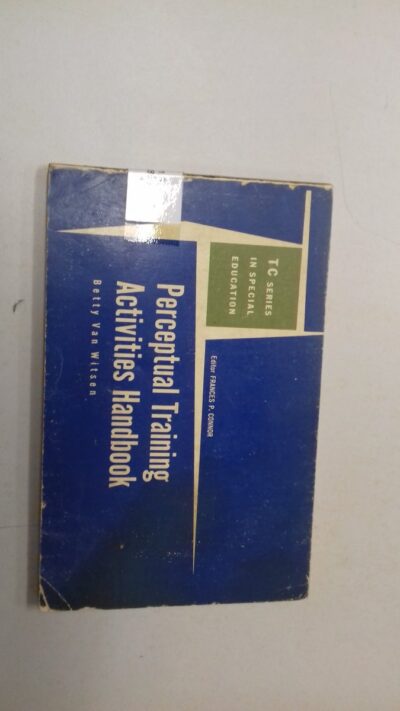 TC SERIES
IN SPECIAL
EDUCATION
Editor FRANCES P. CONNOR
Perceptual Training
Activities Handbook
Betty Van Witsen